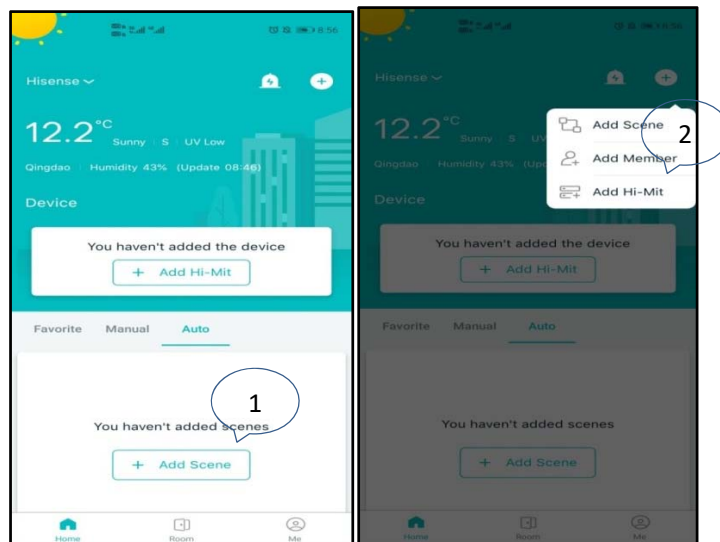 8:56
Hisense
12.2°C Sunny S UV Low
Qingdao Humidity 43% (Update 08:46)
Device
You haven't added the device
+ Add Hi-Mit
Favorite Manual Auto
1
You haven't added scenes
+ Add Scene
Home Room Me
8:56
Hisense
Add Scene
2
12.2°C Sunny S UV
Add Member
Qingdao Humidity 43%
Add Hi-Mit
Device
You haven't added the device
+ Add Hi-Mit
Favorite Manual Auto
You haven't added scenes
+ Add Scene
Home Room Me